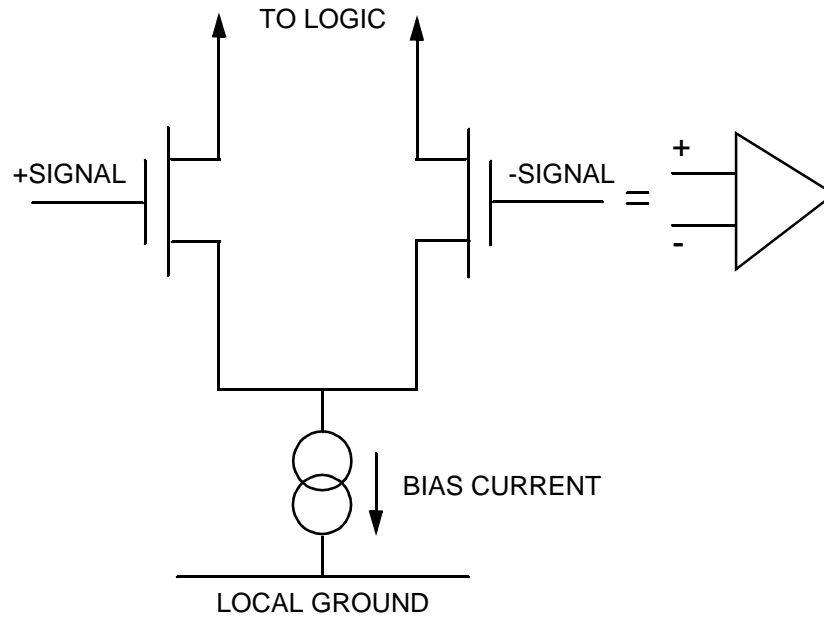 TO LOGIC
+SIGNAL
-SIGNAL
=
+
-
BIAS CURRENT
LOCAL GROUND